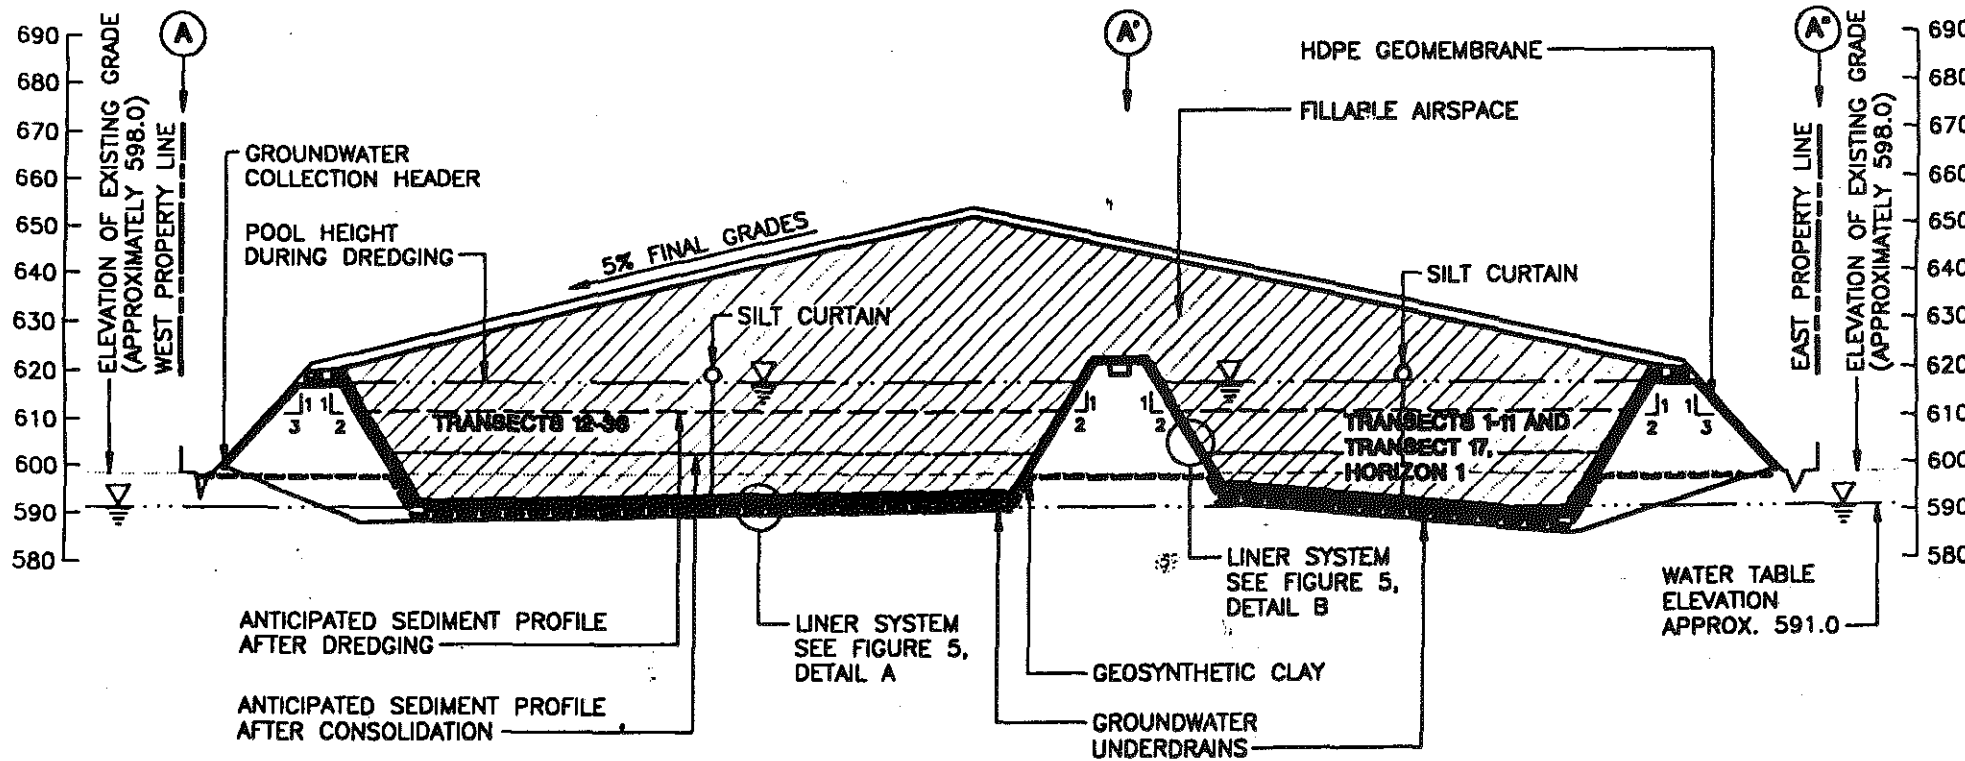 690
680
670
660
650
640
630
620
610
600
590
580
ELEVATION OF EXISTING GRADE
(APPROXIMATELY 598.0)
WEST PROPERTY LINE
A
GROUNDWATER
COLLECTION HEADER
POOL HEIGHT
DURING DREDGING
5% FINAL GRADES
SILT CURTAIN
A'
HDPE GEOMEMBRANE
FILLABLE AIRSPACE
SILT CURTAIN
A"
EAST PROPERTY LINE
ELEVATION OF EXISTING GRADE
(APPROXIMATELY 598.0)
690
680
670
660
650
640
630
620
610
600
590
580
1 1
3 2
TRANSECTS 12-36
1 1
2 2
TRANSECTS 1-11 AND
TRANSECT 17,
HORIZON 1
1 1
2 3
ANTICIPATED SEDIMENT PROFILE
AFTER DREDGING
ANTICIPATED SEDIMENT PROFILE
AFTER CONSOLIDATION
LINER SYSTEM
SEE FIGURE 5,
DETAIL A
LINER SYSTEM
SEE FIGURE 5,
DETAIL B
GEOSYNTHETIC CLAY
GROUNDWATER
UNDERDRAINS
WATER TABLE
ELEVATION
APPROX. 591.0